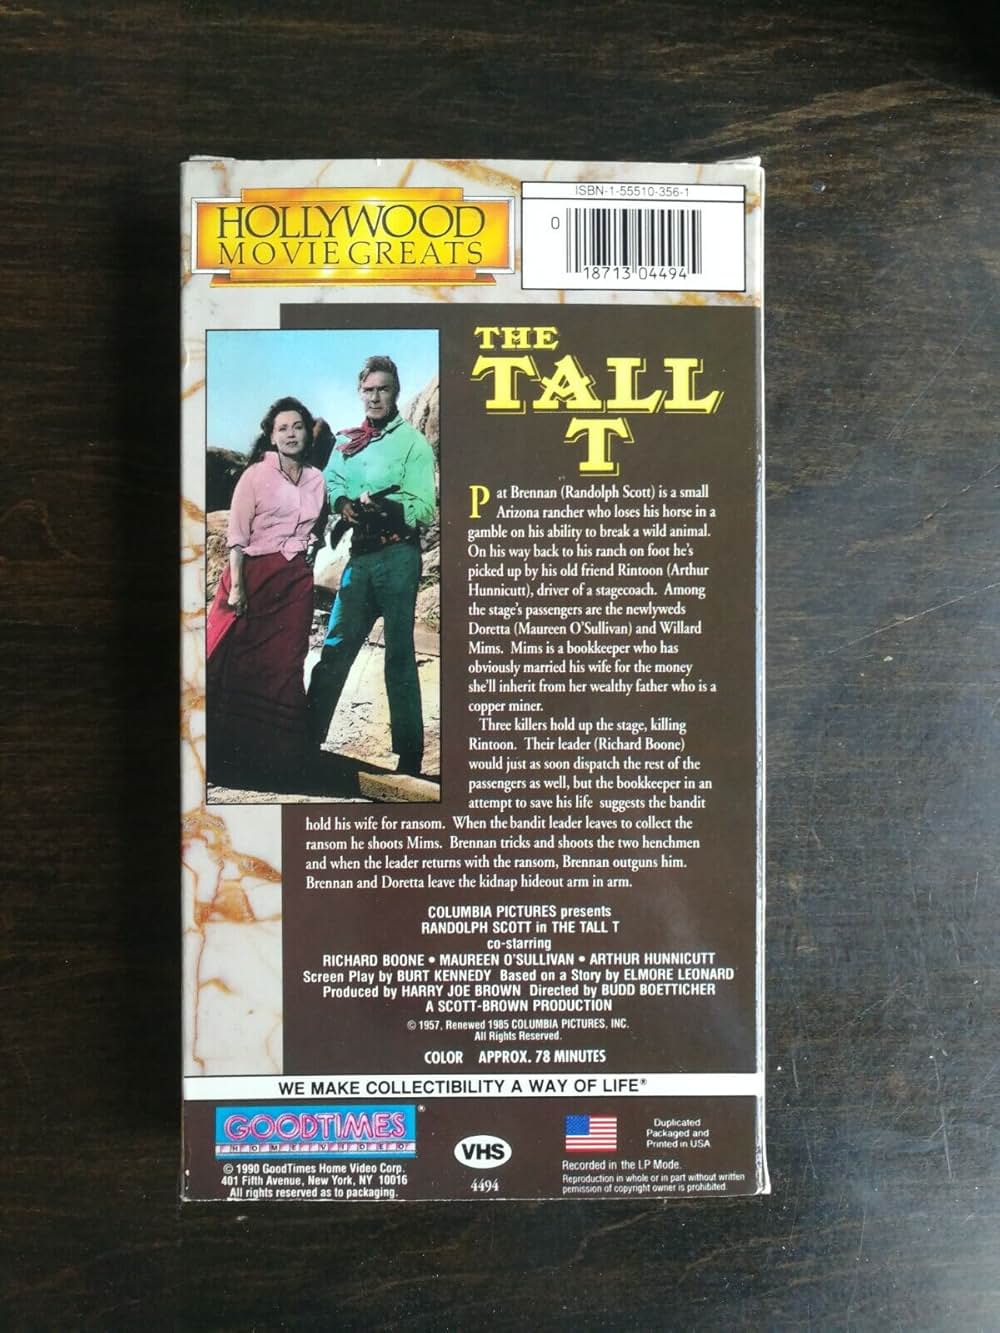 HOLLYWOOD
MOVIE GREATS
ISBN-1-55510-356-1
0
18713 04494
THE
TALL
T
Pat Brennan (Randolph Scott) is a small
Arizona rancher who loses his horse in a
gamble on his ability to break a wild animal.
On his way back to his ranch on foot he's
picked up by his old friend Rintoon (Arthur
Hunnicutt), driver of a stagecoach. Among
the stage's passengers are the newlyweds
Doretta (Maureen O'Sullivan) and Willard
Mims. Mims is a bookkeeper who has
obviously married his wife for the money
she'll inherit from her wealthy father who is a
copper miner.
Three killers hold up the stage, killing
Rintoon. Their leader (Richard Boone)
would just as soon dispatch the rest of the
passengers as well, but the bookkeeper in an
attempt to save his life suggests the bandit
hold his wife for ransom. When the bandit leader leaves to collect the
ransom he shoots Mims. Brennan tricks and shoots the two henchmen
and when the leader returns with the ransom, Brennan outguns him.
Brennan and Doretta leave the kidnap hideout arm in arm.
COLUMBIA PICTURES presents
RANDOLPH SCOTT in THE TALL T
co-starring
RICHARD BOONE • MAUREEN O'SULLIVAN • ARTHUR HUNNICUTT
Screen Play by BURT KENNEDY Based on a Story by ELMORE LEONARD
Produced by HARRY JOE BROWN Directed by BUDD BOETTICHER
A SCOTT-BROWN PRODUCTION
© 1957, Renewed 1985 COLUMBIA PICTURES, INC.
All Rights Reserved.
COLOR APPROX. 78 MINUTES
WE MAKE COLLECTIBILITY A WAY OF LIFE®
GOODTIMES®
HOME VIDEO
© 1990 GoodTimes Home Video Corp.
401 Fifth Avenue, New York, NY 10016
All rights reserved as to packaging.
VHS
4494
Duplicated
Packaged and
Printed in USA
Recorded in the LP Mode.
Reproduction in whole or in part without written
permission of copyright owner is prohibited.